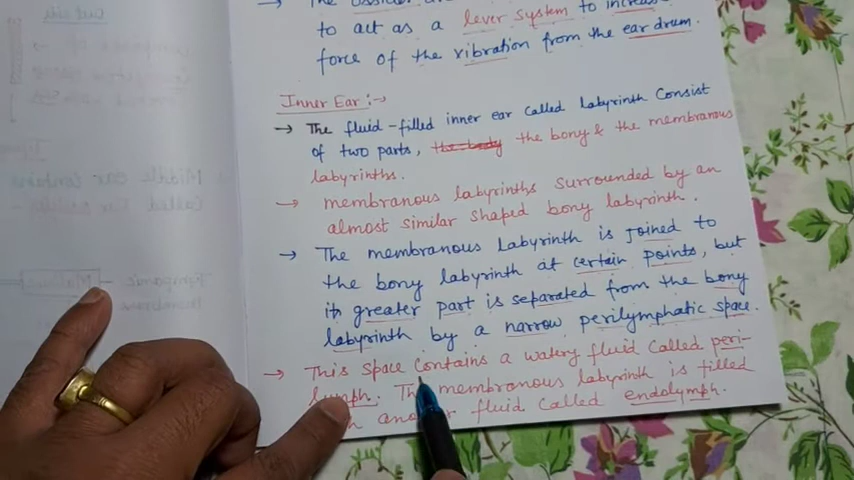 → The ossicles
to act as a lever system to increase
force of the vibration from the ear drum.
Inner Ear:→
→ The fluid-filled inner ear called labyrinth Consist
of two parts, the bony & the membranous
labyrinths.
→ membranous labyrinths surrounded by an
almost similar shaped bony labyrinth.
→ The membranous Labyrinth is joined to
the bony labyrinth at certain points, but
in greater part is separated from the bony
labyrinth by a narrow perilymphatic space.
→ This space contains a watery fluid called peri-
lymph. The membranous labyrinth is filled
fluid called endolymph.